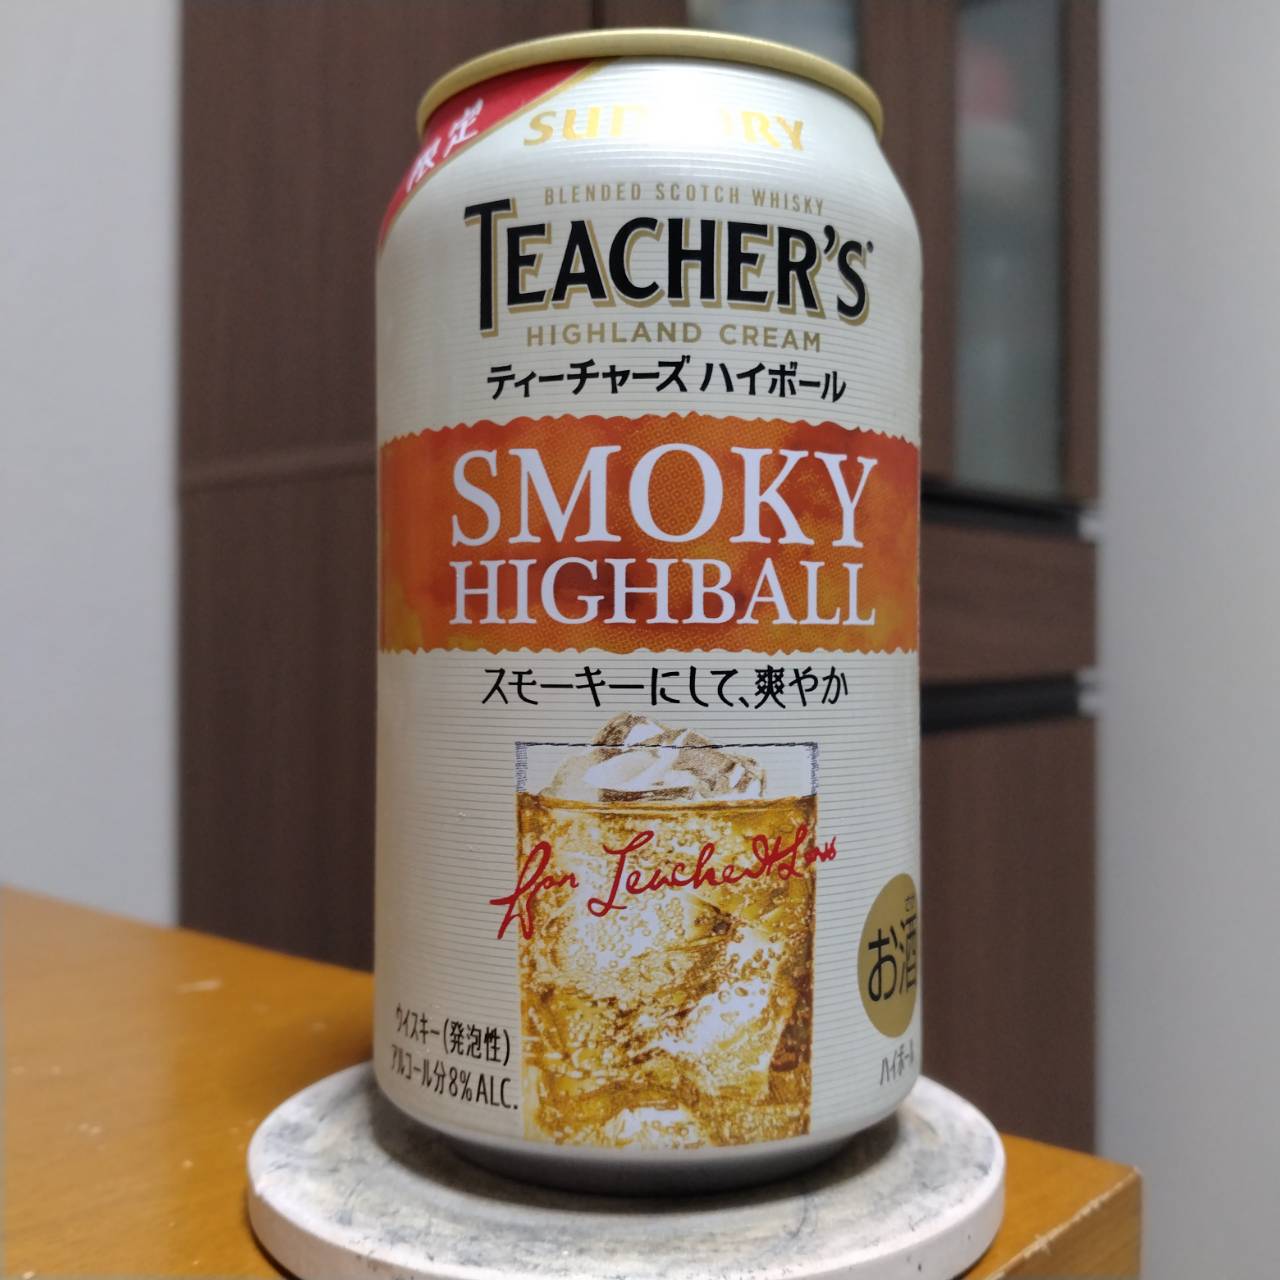 限定
SUNTORY
BLENDED SCOTCH WHISKY
TEACHER'S®
HIGHLAND CREAM
ティーチャーズ ハイボール
SMOKY
HIGHBALL
スモーキーにして、爽やか
Teacher & Sons
お酒
ウイスキー(発泡性)
アルコール分8%ALC.
ハイボール